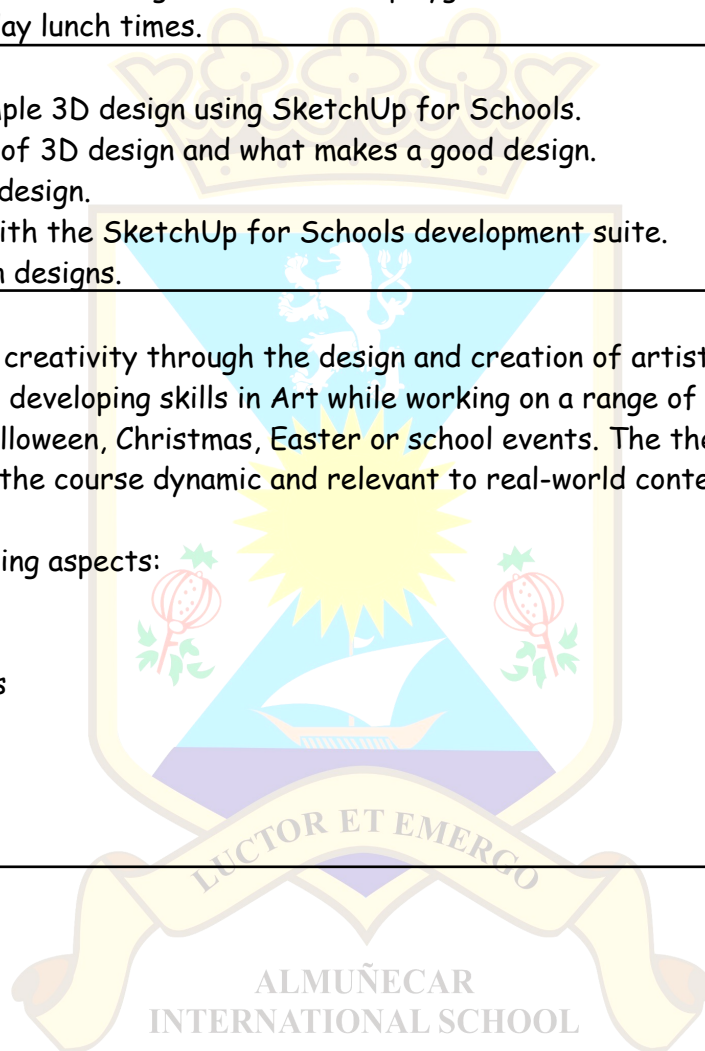 lay lunch times.
ple 3D design using SketchUp for Schools.
of 3D design and what makes a good design.
design.
ith the SketchUp for Schools development suite.
n designs.
creativity through the design and creation of artist
developing skills in Art while working on a range of
lloween, Christmas, Easter or school events. The the
the course dynamic and relevant to real-world conte
ing aspects:
s
LUCTOR ET EMERGO
ALMUÑECAR
INTERNATIONAL SCHOOL